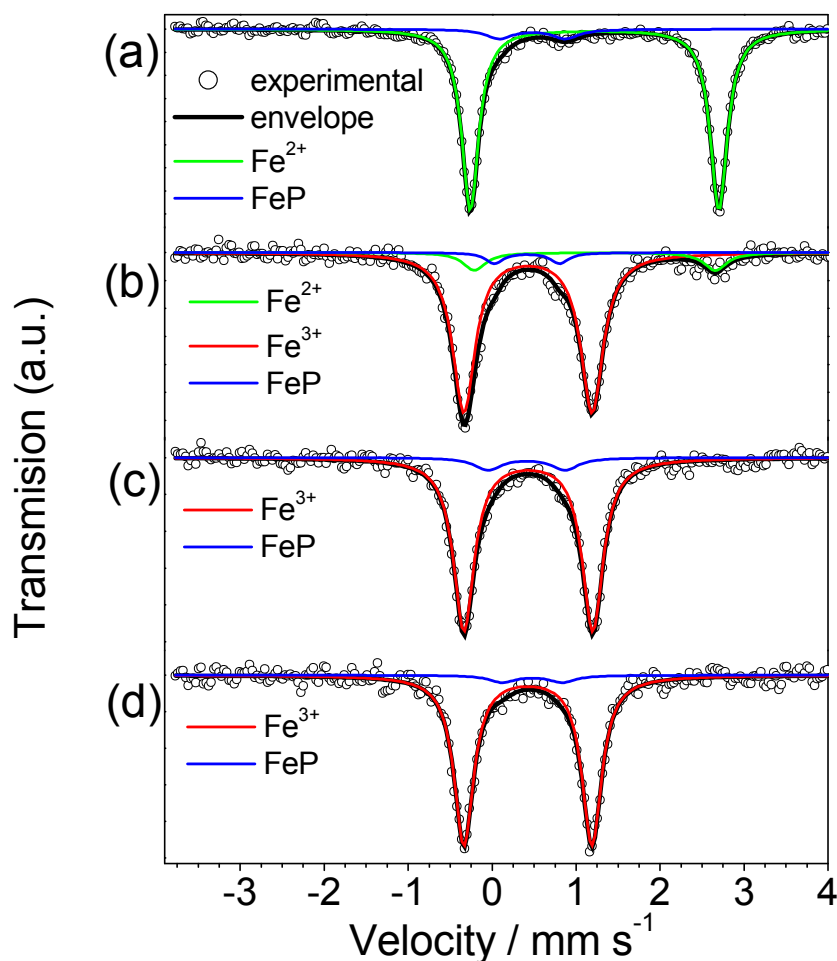 (a)
experimental
envelope
Fe²⁺
FeP
(b)
Fe²⁺
Fe³⁺
FeP
(c)
Fe³⁺
FeP
(d)
Fe³⁺
FeP
Transmision (a.u.)
-3 -2 -1 0 1 2 3 4
Velocity / mm s⁻¹